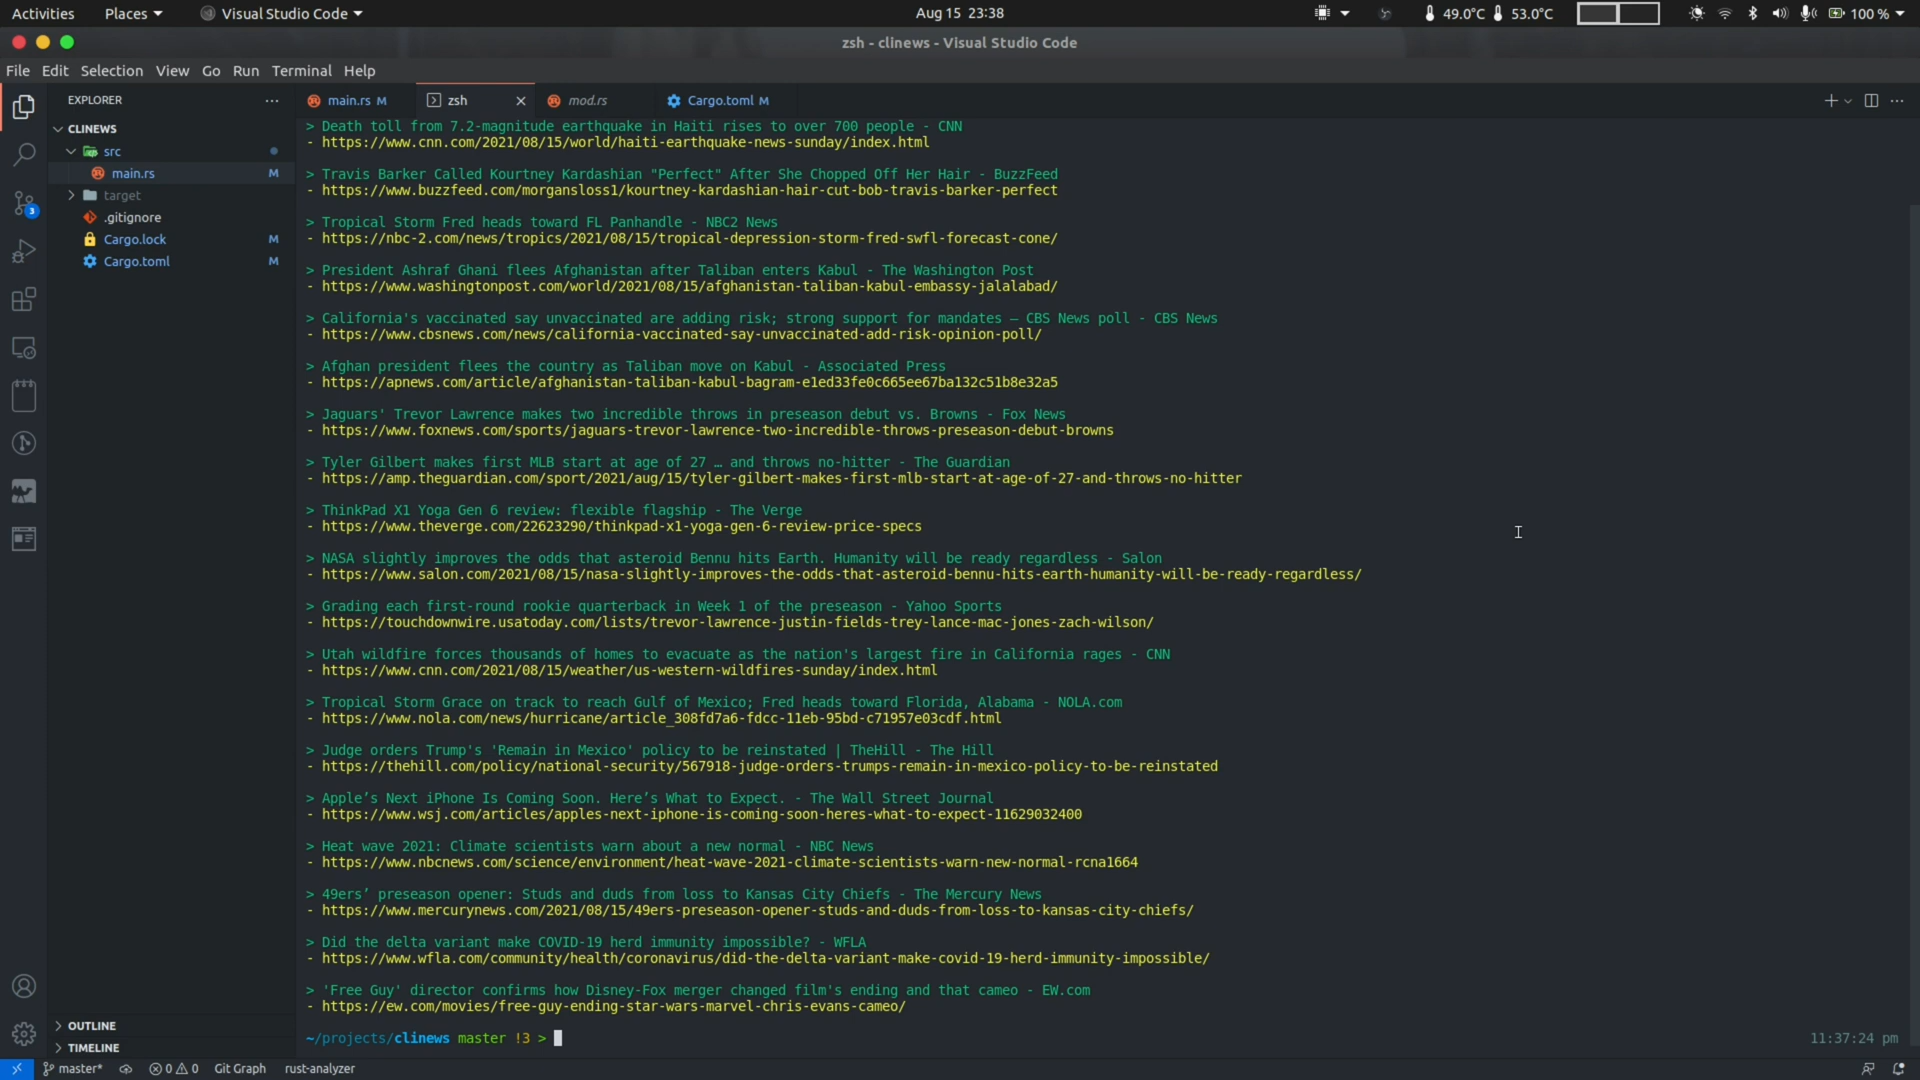 Activities Places Visual Studio Code Aug 15 23:38 49.0°C 53.0°C 100 %
zsh - clinews - Visual Studio Code
File Edit Selection View Go Run Terminal Help
EXPLORER
CLINEWS
src
main.rs M
target
.gitignore
Cargo.lock M
Cargo.toml M
3
OUTLINE
TIMELINE
main.rs M zsh mod.rs Cargo.toml M
> Death toll from 7.2-magnitude earthquake in Haiti rises to over 700 people - CNN
- https://www.cnn.com/2021/08/15/world/haiti-earthquake-news-sunday/index.html
> Travis Barker Called Kourtney Kardashian "Perfect" After She Chopped Off Her Hair - BuzzFeed
- https://www.buzzfeed.com/morgansloss1/kourtney-kardashian-hair-cut-bob-travis-barker-perfect
> Tropical Storm Fred heads toward FL Panhandle - NBC2 News
- https://nbc-2.com/news/tropics/2021/08/15/tropical-depression-storm-fred-swfl-forecast-cone/
> President Ashraf Ghani flees Afghanistan after Taliban enters Kabul - The Washington Post
- https://www.washingtonpost.com/world/2021/08/15/afghanistan-taliban-kabul-embassy-jalalabad/
> California's vaccinated say unvaccinated are adding risk; strong support for mandates — CBS News poll - CBS News
- https://www.cbsnews.com/news/california-vaccinated-say-unvaccinated-add-risk-opinion-poll/
> Afghan president flees the country as Taliban move on Kabul - Associated Press
- https://apnews.com/article/afghanistan-taliban-kabul-bagram-e1ed33fe0c665ee67ba132c51b8e32a5
> Jaguars' Trevor Lawrence makes two incredible throws in preseason debut vs. Browns - Fox News
- https://www.foxnews.com/sports/jaguars-trevor-lawrence-two-incredible-throws-preseason-debut-browns
> Tyler Gilbert makes first MLB start at age of 27 … and throws no-hitter - The Guardian
- https://amp.theguardian.com/sport/2021/aug/15/tyler-gilbert-makes-first-mlb-start-at-age-of-27-and-throws-no-hitter
> ThinkPad X1 Yoga Gen 6 review: flexible flagship - The Verge
- https://www.theverge.com/22623290/thinkpad-x1-yoga-gen-6-review-price-specs
> NASA slightly improves the odds that asteroid Bennu hits Earth. Humanity will be ready regardless - Salon
- https://www.salon.com/2021/08/15/nasa-slightly-improves-the-odds-that-asteroid-bennu-hits-earth-humanity-will-be-ready-regardless/
> Grading each first-round rookie quarterback in Week 1 of the preseason - Yahoo Sports
- https://touchdownwire.usatoday.com/lists/trevor-lawrence-justin-fields-trey-lance-mac-jones-zach-wilson/
> Utah wildfire forces thousands of homes to evacuate as the nation's largest fire in California rages - CNN
- https://www.cnn.com/2021/08/15/weather/us-western-wildfires-sunday/index.html
> Tropical Storm Grace on track to reach Gulf of Mexico; Fred heads toward Florida, Alabama - NOLA.com
- https://www.nola.com/news/hurricane/article_308fd7a6-fdcc-11eb-95bd-c71957e03cdf.html
> Judge orders Trump's 'Remain in Mexico' policy to be reinstated | TheHill - The Hill
- https://thehill.com/policy/national-security/567918-judge-orders-trumps-remain-in-mexico-policy-to-be-reinstated
> Apple’s Next iPhone Is Coming Soon. Here’s What to Expect. - The Wall Street Journal
- https://www.wsj.com/articles/apples-next-iphone-is-coming-soon-heres-what-to-expect-11629032400
> Heat wave 2021: Climate scientists warn about a new normal - NBC News
- https://www.nbcnews.com/science/environment/heat-wave-2021-climate-scientists-warn-new-normal-rcna1664
> 49ers’ preseason opener: Studs and duds from loss to Kansas City Chiefs - The Mercury News
- https://www.mercurynews.com/2021/08/15/49ers-preseason-opener-studs-and-duds-from-loss-to-kansas-city-chiefs/
> Did the delta variant make COVID-19 herd immunity impossible? - WFLA
- https://www.wfla.com/community/health/coronavirus/did-the-delta-variant-make-covid-19-herd-immunity-impossible/
> 'Free Guy' director confirms how Disney-Fox merger changed film's ending and that cameo - EW.com
- https://ew.com/movies/free-guy-ending-star-wars-marvel-chris-evans-cameo/
~/projects/clinews master !3 > 11:37:24 pm
master* 0 0 Git Graph rust-analyzer